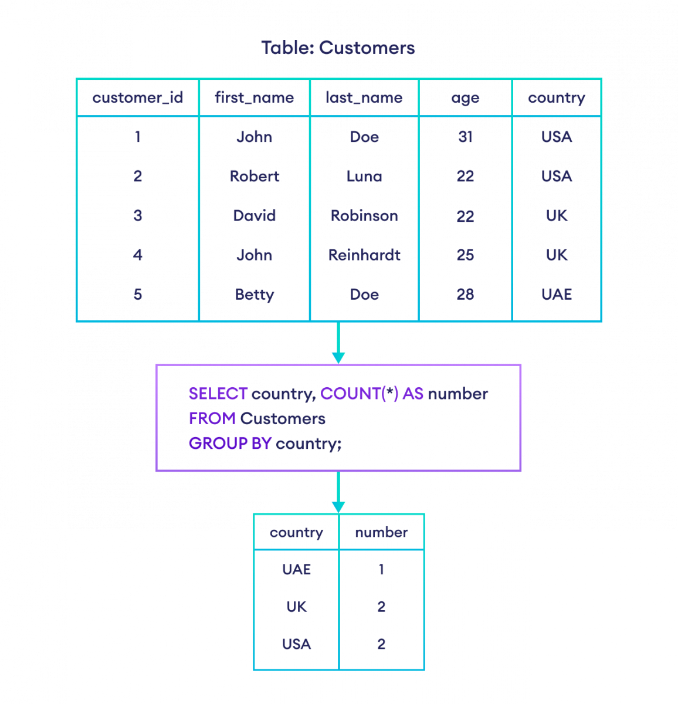 Table: Customers
customer_id first_name last_name age country
1 John Doe 31 USA
2 Robert Luna 22 USA
3 David Robinson 22 UK
4 John Reinhardt 25 UK
5 Betty Doe 28 UAE
SELECT country, COUNT(*) AS number
FROM Customers
GROUP BY country;
country number
UAE 1
UK 2
USA 2